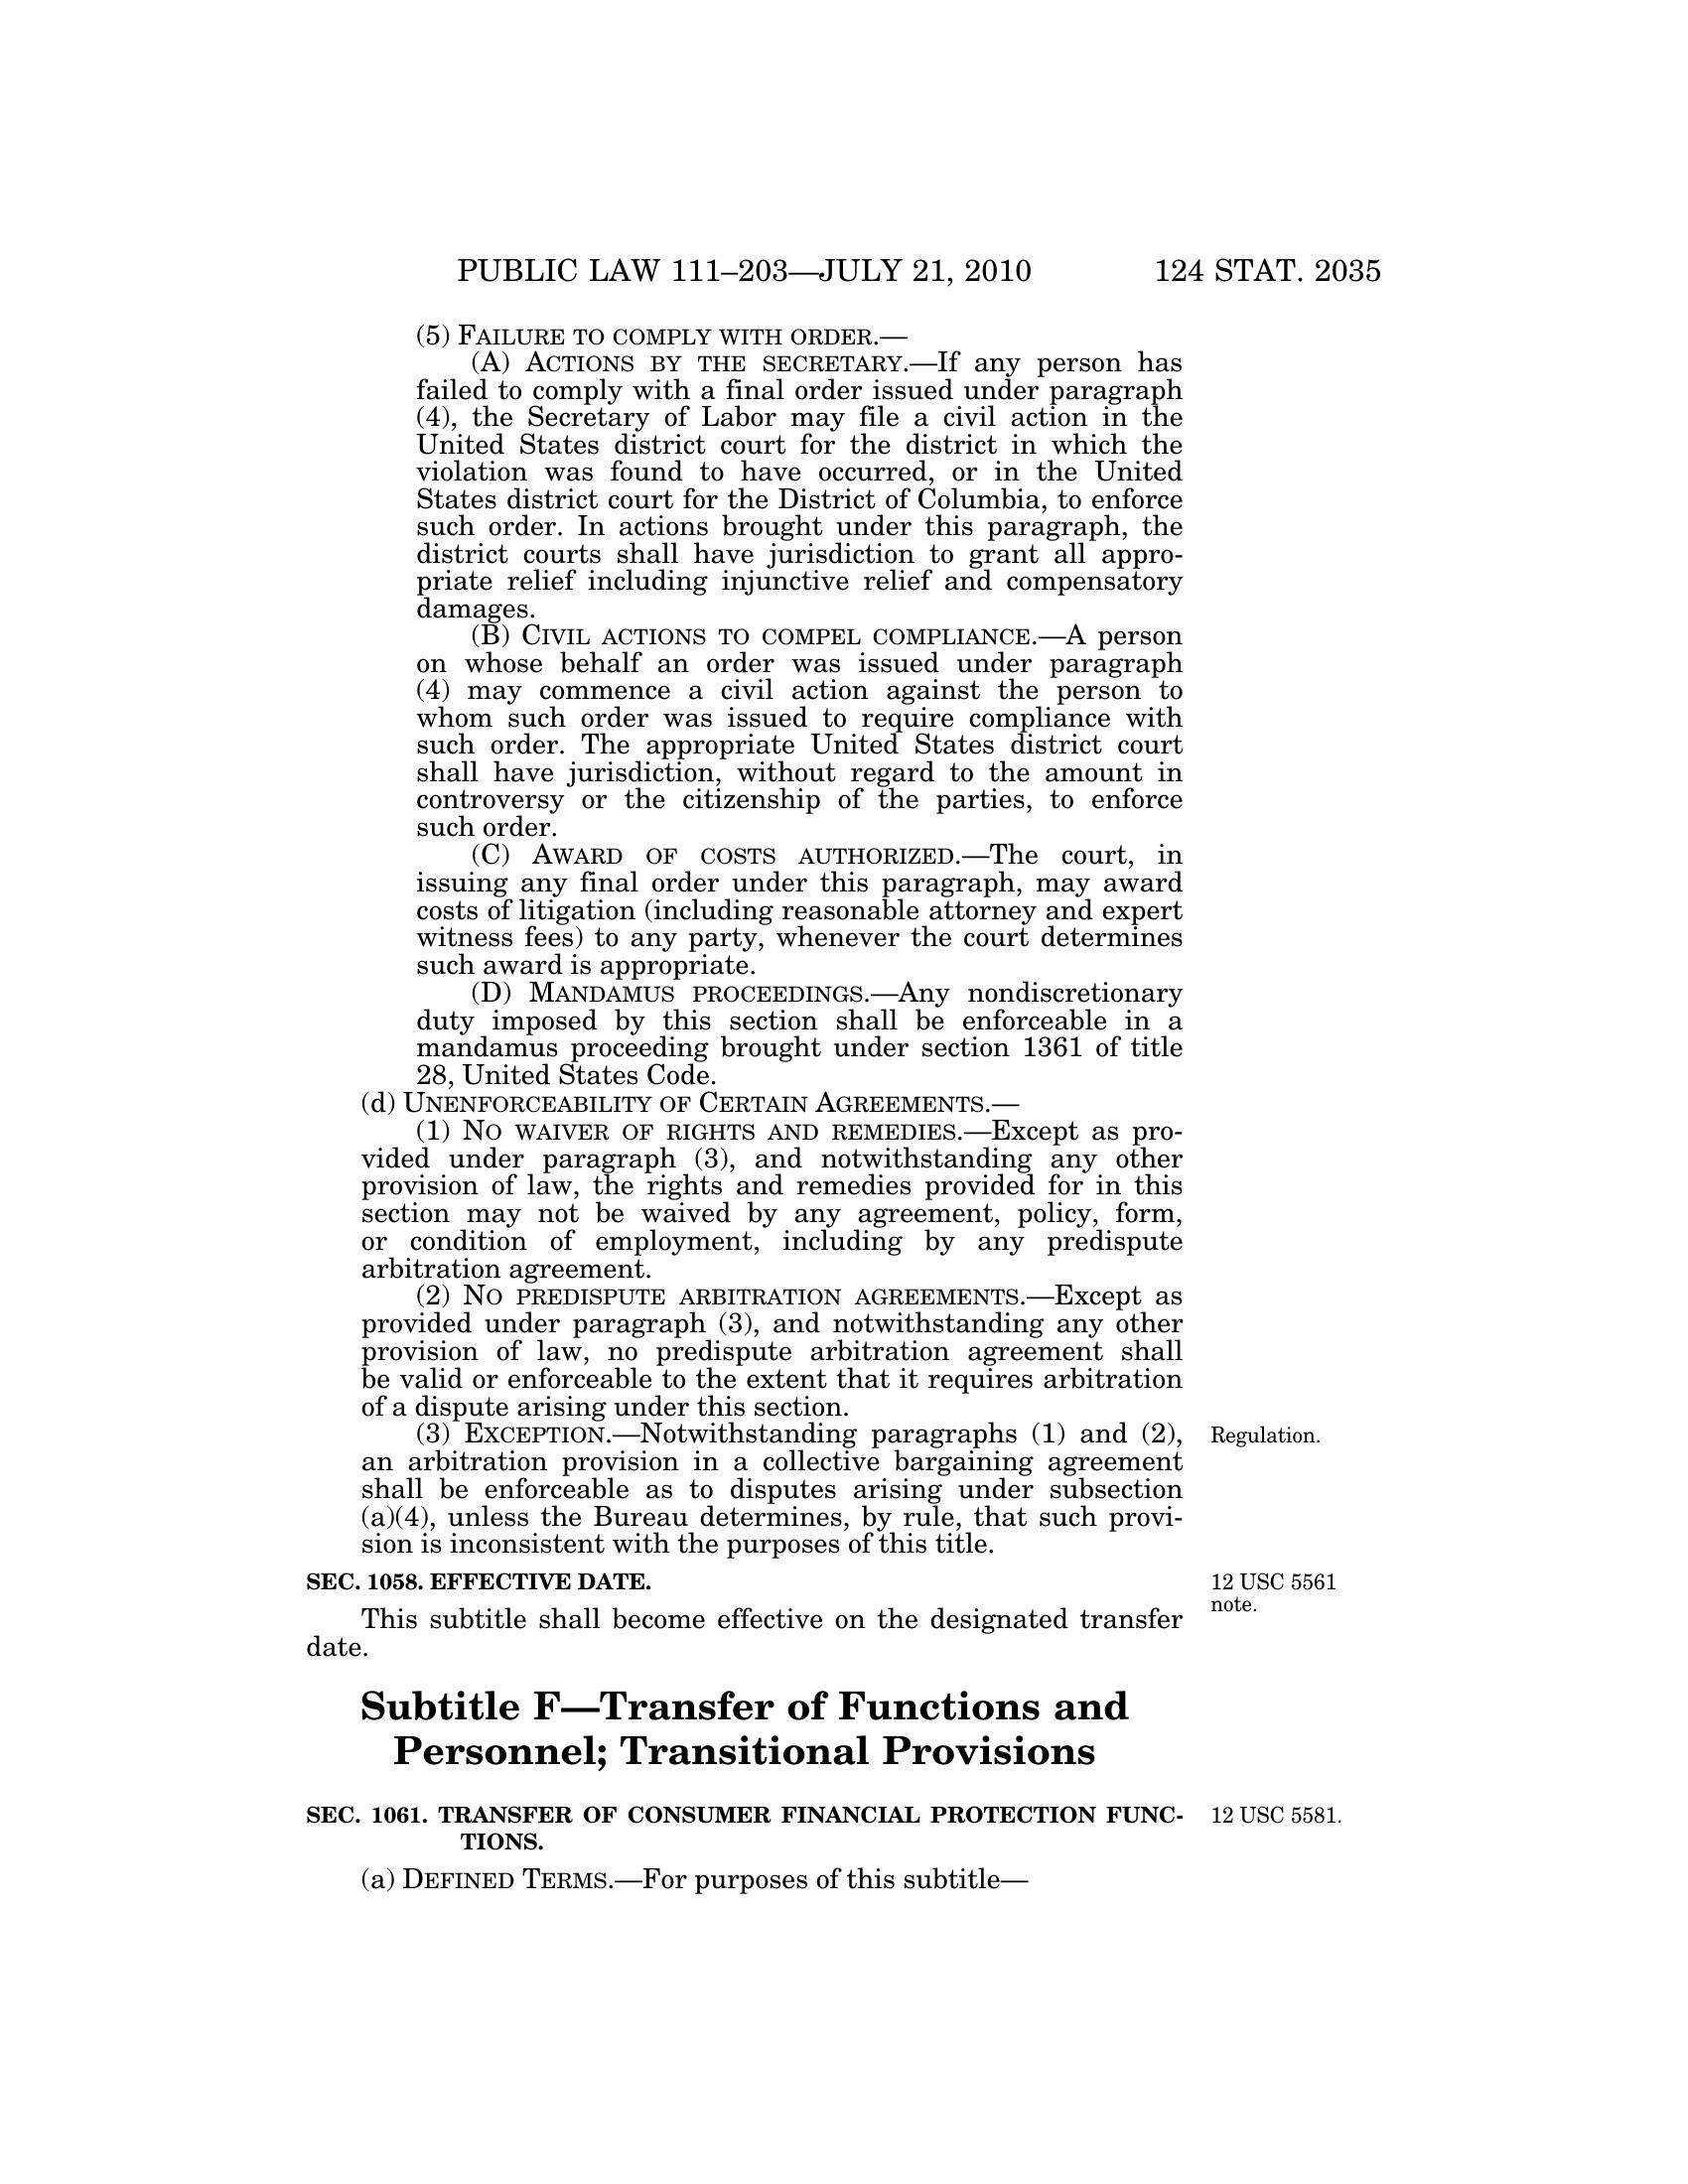 PUBLIC LAW 111–203—JULY 21, 2010 124 STAT. 2035
(5) FAILURE TO COMPLY WITH ORDER.—
(A) ACTIONS BY THE SECRETARY.—If any person has
failed to comply with a final order issued under paragraph
(4), the Secretary of Labor may file a civil action in the
United States district court for the district in which the
violation was found to have occurred, or in the United
States district court for the District of Columbia, to enforce
such order. In actions brought under this paragraph, the
district courts shall have jurisdiction to grant all appro-
priate relief including injunctive relief and compensatory
damages.
(B) CIVIL ACTIONS TO COMPEL COMPLIANCE.—A person
on whose behalf an order was issued under paragraph
(4) may commence a civil action against the person to
whom such order was issued to require compliance with
such order. The appropriate United States district court
shall have jurisdiction, without regard to the amount in
controversy or the citizenship of the parties, to enforce
such order.
(C) AWARD OF COSTS AUTHORIZED.—The court, in
issuing any final order under this paragraph, may award
costs of litigation (including reasonable attorney and expert
witness fees) to any party, whenever the court determines
such award is appropriate.
(D) MANDAMUS PROCEEDINGS.—Any nondiscretionary
duty imposed by this section shall be enforceable in a
mandamus proceeding brought under section 1361 of title
28, United States Code.
(d) UNENFORCEABILITY OF CERTAIN AGREEMENTS.—
(1) NO WAIVER OF RIGHTS AND REMEDIES.—Except as pro-
vided under paragraph (3), and notwithstanding any other
provision of law, the rights and remedies provided for in this
section may not be waived by any agreement, policy, form,
or condition of employment, including by any predispute
arbitration agreement.
(2) NO PREDISPUTE ARBITRATION AGREEMENTS.—Except as
provided under paragraph (3), and notwithstanding any other
provision of law, no predispute arbitration agreement shall
be valid or enforceable to the extent that it requires arbitration
of a dispute arising under this section.
(3) EXCEPTION.—Notwithstanding paragraphs (1) and (2), Regulation.
an arbitration provision in a collective bargaining agreement
shall be enforceable as to disputes arising under subsection
(a)(4), unless the Bureau determines, by rule, that such provi-
sion is inconsistent with the purposes of this title.
SEC. 1058. EFFECTIVE DATE. 12 USC 5561
note.
This subtitle shall become effective on the designated transfer
date.
Subtitle F—Transfer of Functions and
Personnel; Transitional Provisions
SEC. 1061. TRANSFER OF CONSUMER FINANCIAL PROTECTION FUNC- 12 USC 5581.
TIONS.
(a) DEFINED TERMS.—For purposes of this subtitle—